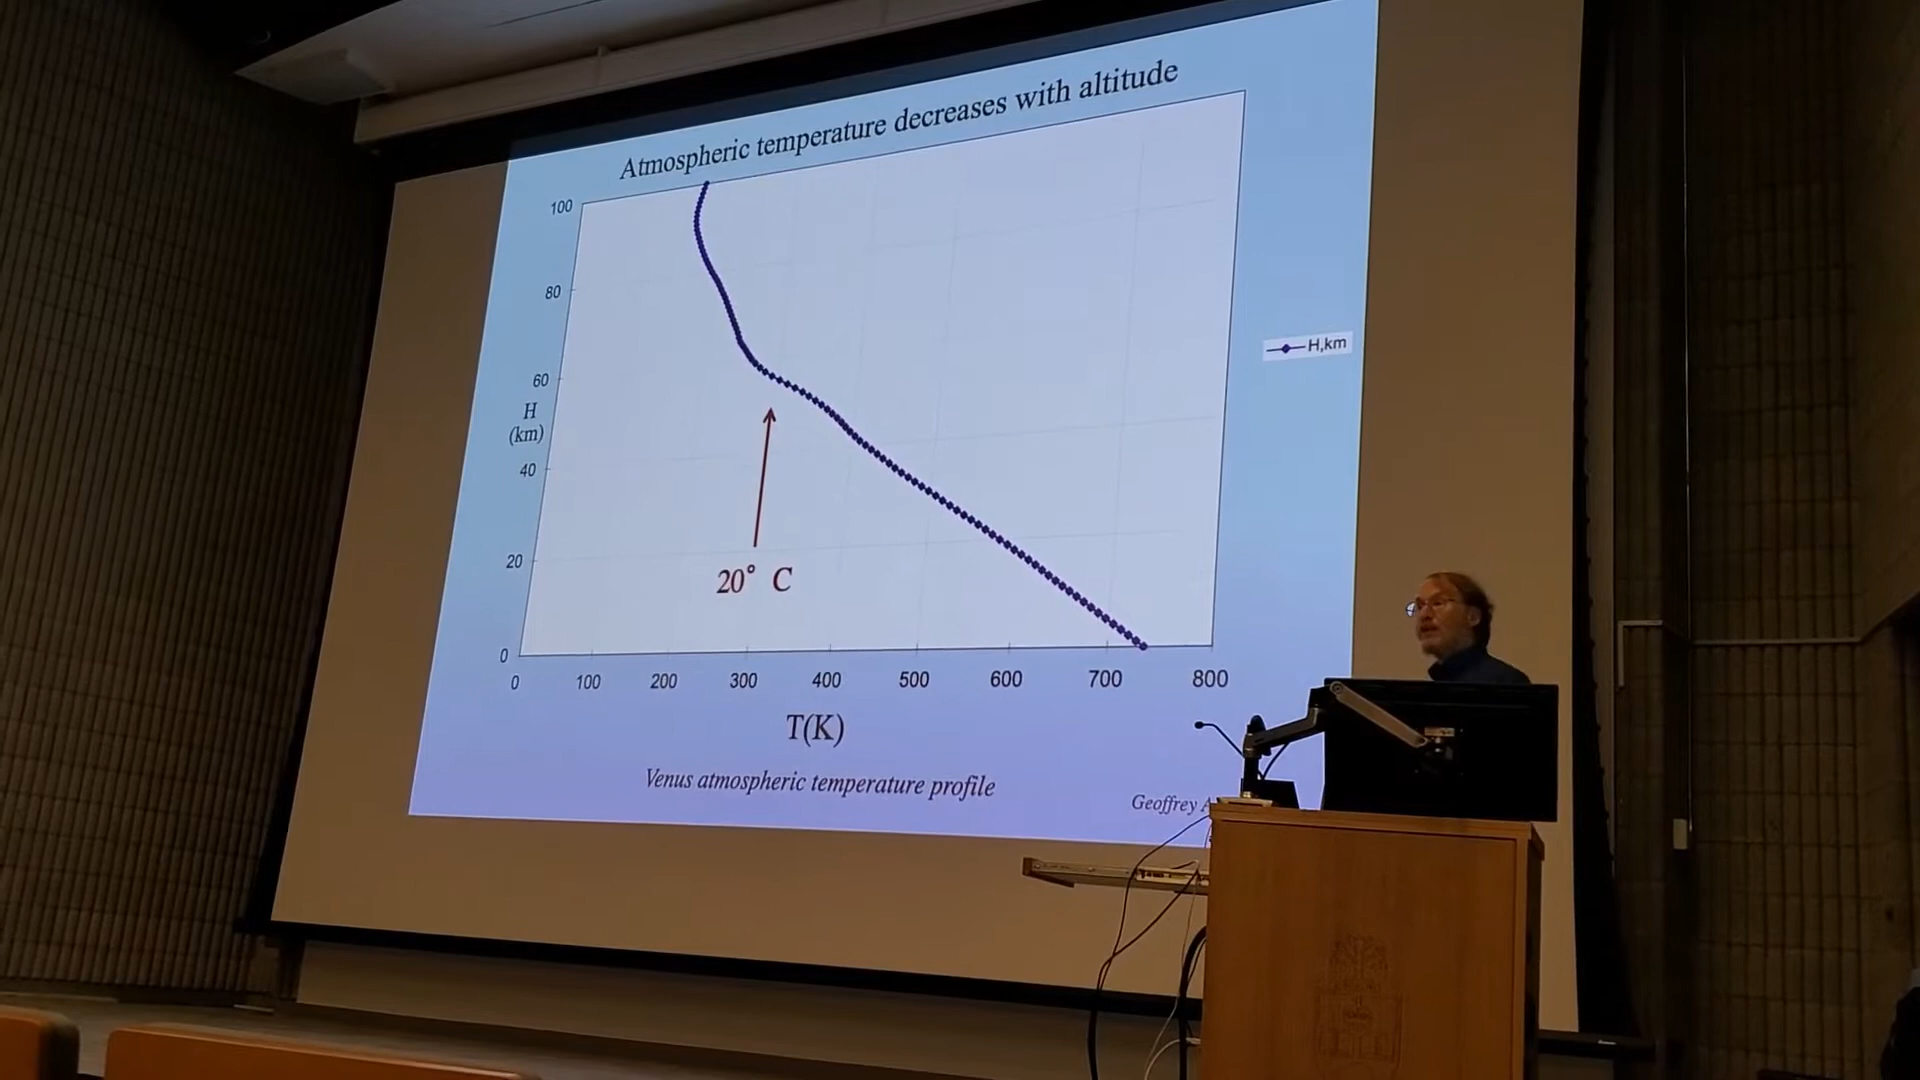 Atmospheric temperature decreases with altitude
100
80
60
H
(km)
40
20
0
0 100 200 300 400 500 600 700 800
H,km
20° C
T(K)
Venus atmospheric temperature profile
Geoffrey A